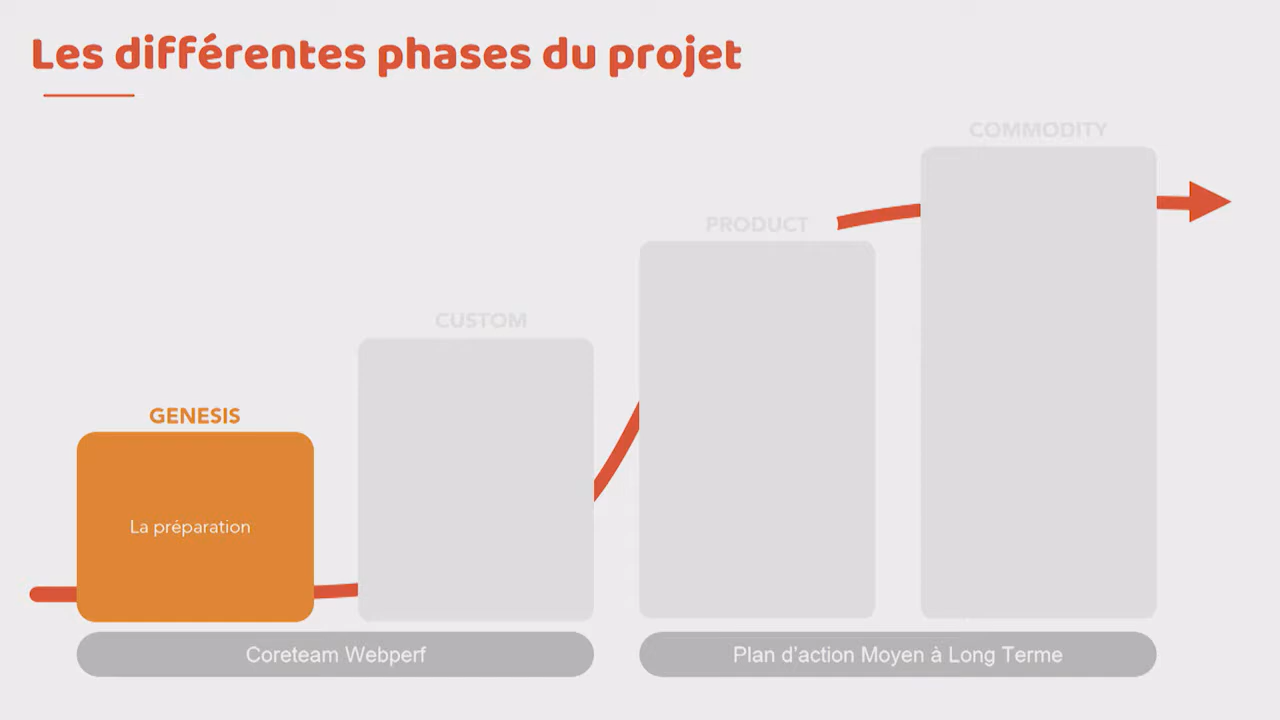 Les différentes phases du projet
COMMODITY
PRODUCT
CUSTOM
GENESIS
La préparation
Coreteam Webperf
Plan d'action Moyen à Long Terme